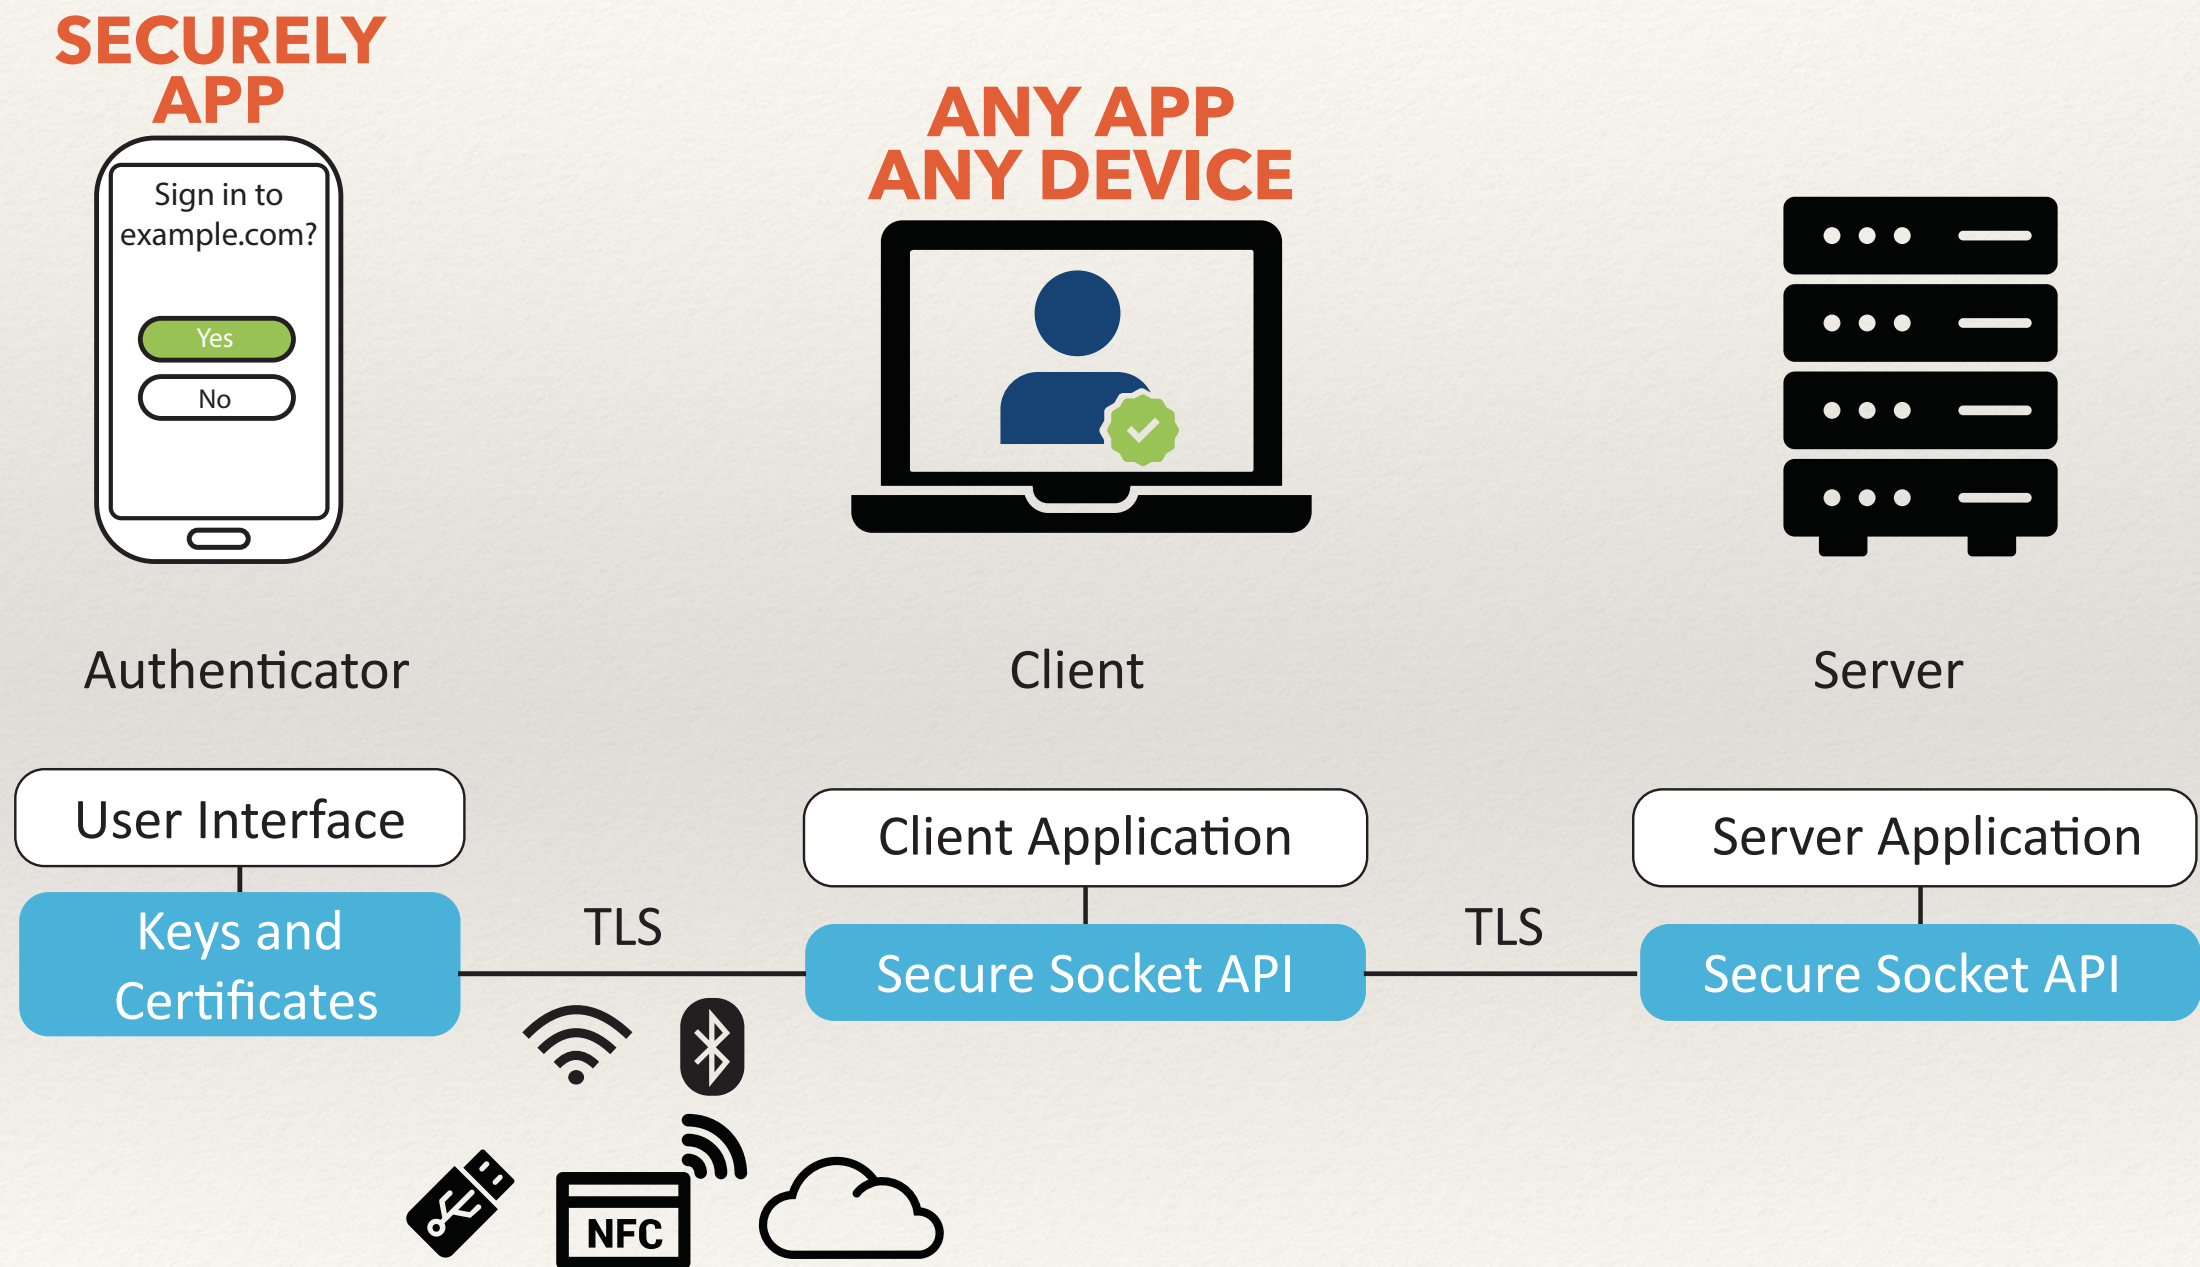 SECURELY
APP
Sign in to
example.com?
Yes
No
ANY APP
ANY DEVICE
Authenticator
Client
Server
User Interface
Keys and
Certificates
TLS
Client Application
Secure Socket API
TLS
Server Application
Secure Socket API
NFC